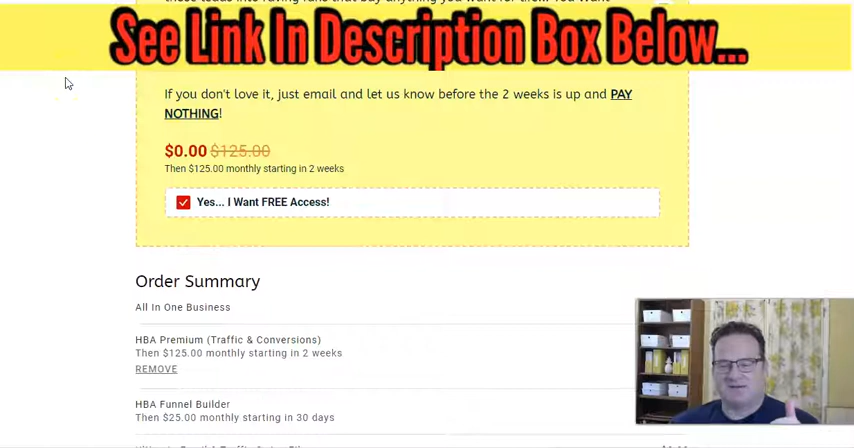 See Link In Description Box Below...
If you don't love it, just email and let us know before the 2 weeks is up and PAY
NOTHING!
$0.00 $125.00
Then $125.00 monthly starting in 2 weeks
Yes... I Want FREE Access!
Order Summary
All In One Business
HBA Premium (Traffic & Conversions)
Then $125.00 monthly starting in 2 weeks
REMOVE
HBA Funnel Builder
Then $25.00 monthly starting in 30 days